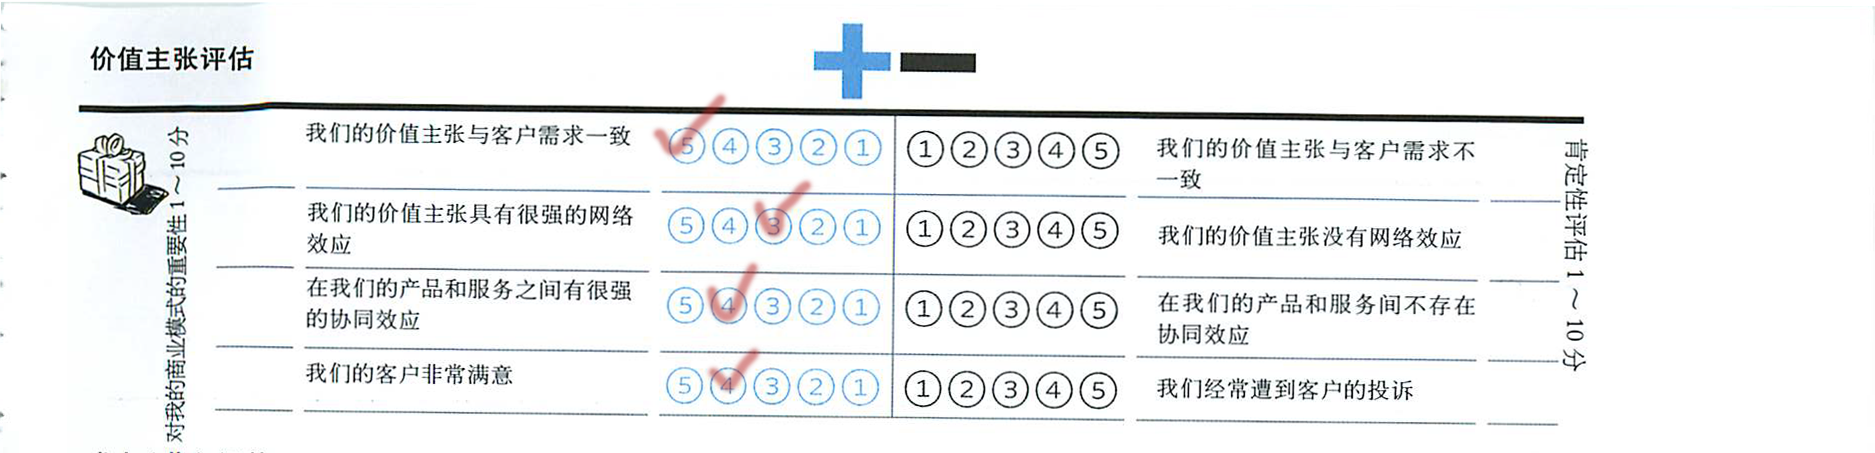 价值主张评估
对我的商业模式的重要性 1～10 分
我们的价值主张与客户需求一致
5 4 3 2 1
1 2 3 4 5
我们的价值主张与客户需求不
一致
我们的价值主张具有很强的网络
效应
5 4 3 2 1
1 2 3 4 5
我们的价值主张没有网络效应
在我们的产品和服务之间有很强
的协同效应
5 4 3 2 1
1 2 3 4 5
在我们的产品和服务间不存在
协同效应
我们的客户非常满意
5 4 3 2 1
1 2 3 4 5
我们经常遭到客户的投诉
肯定性评估 1～10 分